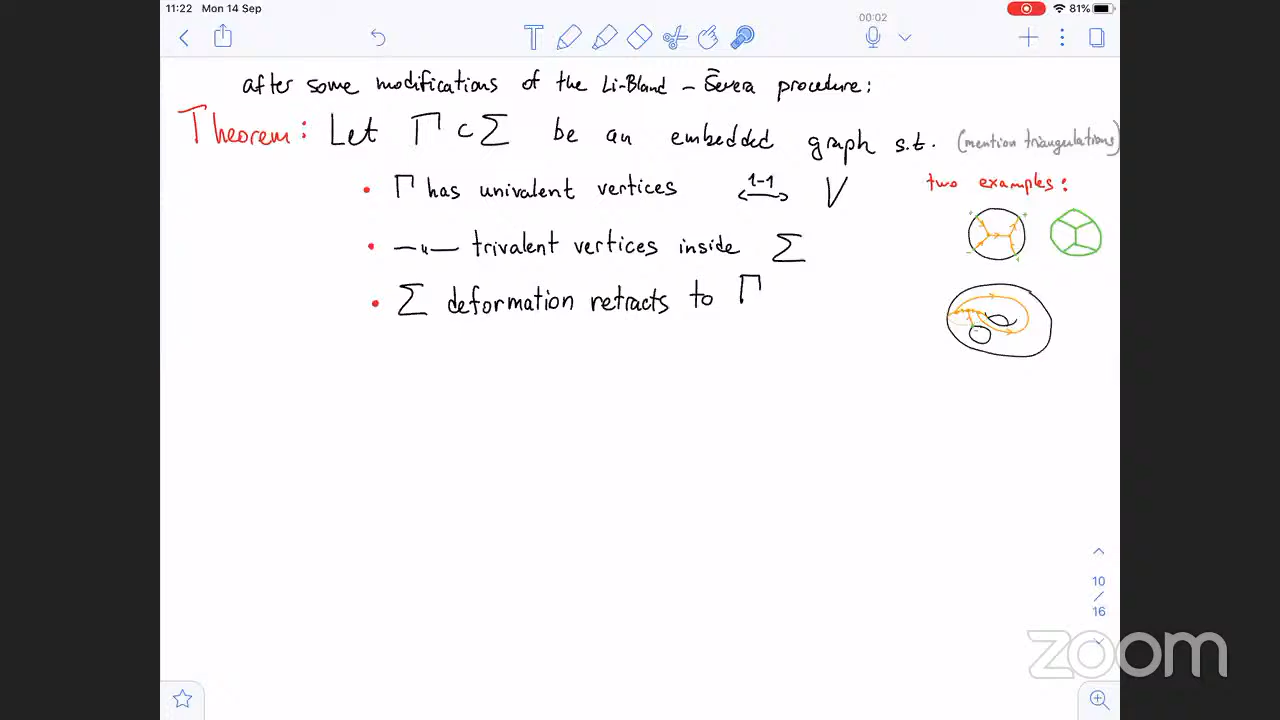 11:22 Mon 14 Sep
81%
00:02
T
after some modifications of the Li-Bland – Ševera procedure:
Theorem: Let Γ ⊂ Σ be an embedded graph s.t. (mention triangulations)
• Γ has univalent vertices ⟷ 1-1 V
two examples:
• —"— trivalent vertices inside Σ
• Σ deformation retracts to Γ
10
/
16
zoom